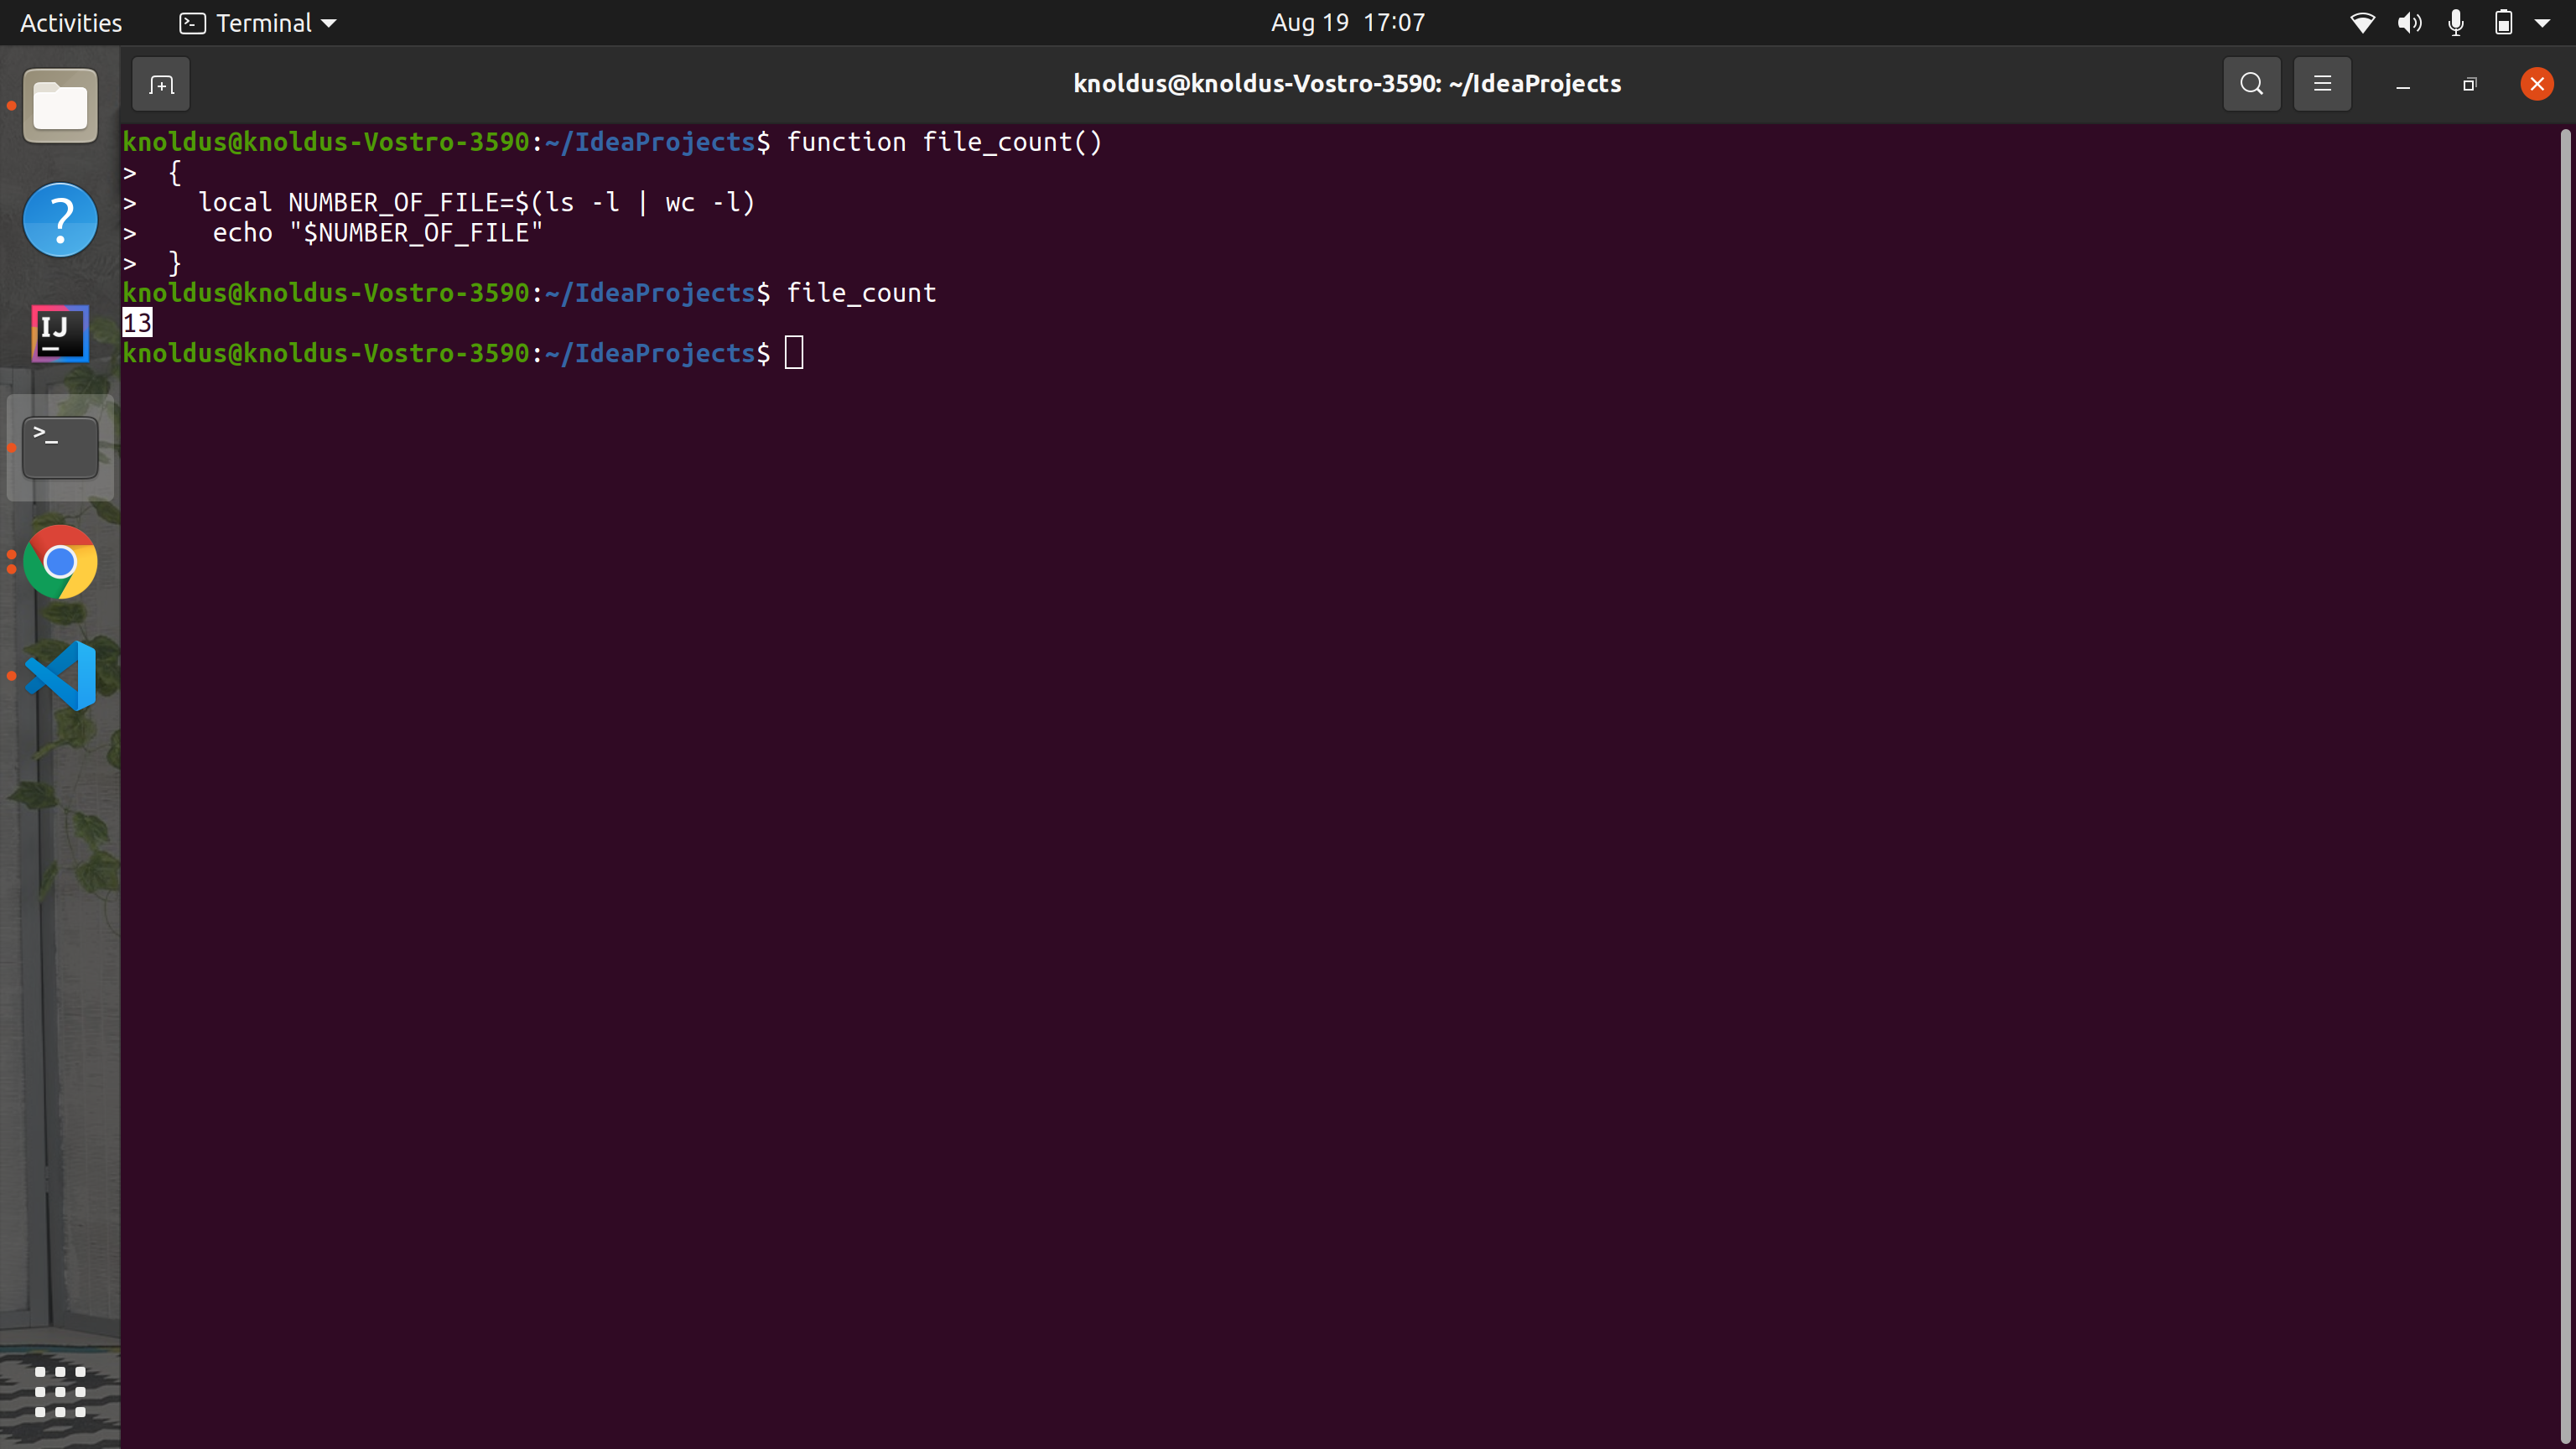 Activities Terminal Aug 19 17:07
knoldus@knoldus-Vostro-3590: ~/IdeaProjects
knoldus@knoldus-Vostro-3590:~/IdeaProjects$ function file_count()
>  {
>    local NUMBER_OF_FILE=$(ls -l | wc -l)
>     echo "$NUMBER_OF_FILE"
>  }
knoldus@knoldus-Vostro-3590:~/IdeaProjects$ file_count
13
knoldus@knoldus-Vostro-3590:~/IdeaProjects$
?
IJ
>_